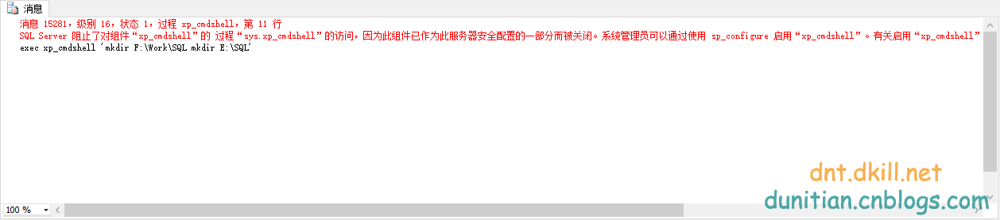 消息
消息 15281，级别 16，状态 1，过程 xp_cmdshell，第 11 行
SQL Server 阻止了对组件“xp_cmdshell”的 过程“sys.xp_cmdshell”的访问，因为此组件已作为此服务器安全配置的一部分而被关闭。系统管理员可以通过使用 sp_configure 启用“xp_cmdshell”。有关启用“xp_cmdshell”
exec xp_cmdshell 'mkdir F:\Work\SQL mkdir E:\SQL'
dnt.dkill.net
dunitian.cnblogs.com
100 %